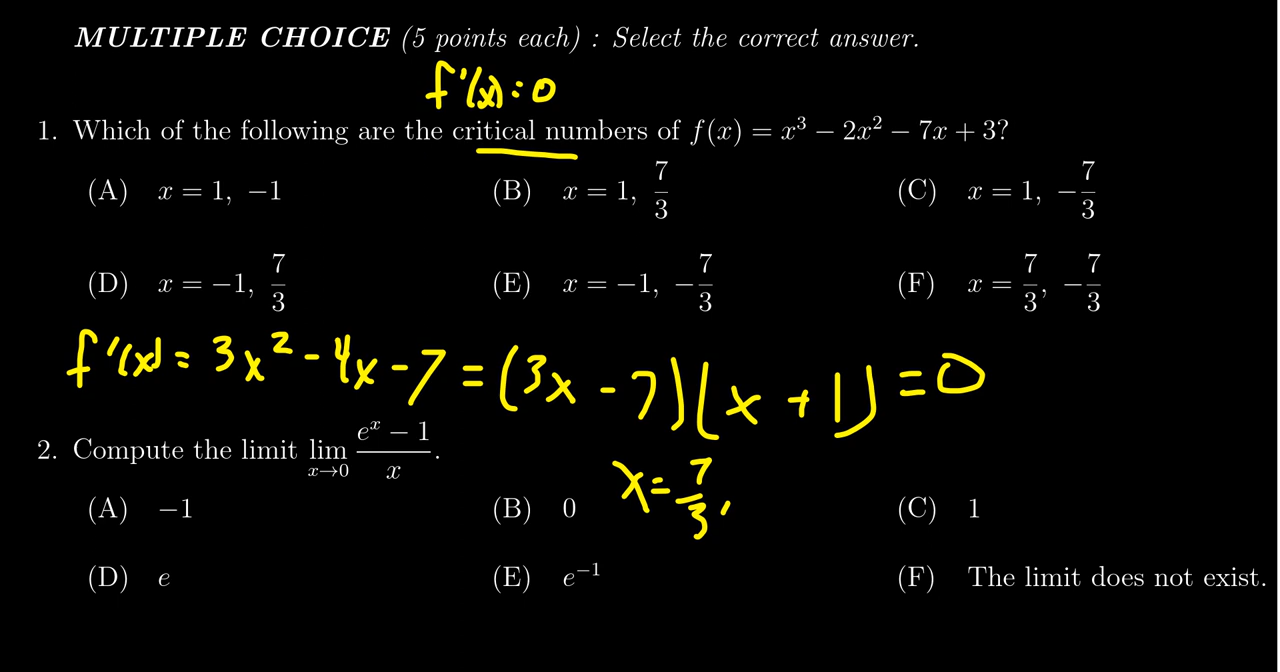 MULTIPLE CHOICE (5 points each) : Select the correct answer.
f'(x) = 0
1. Which of the following are the critical numbers of f(x) = x³ − 2x² − 7x + 3?
(A) x = 1, −1 (B) x = 1, 7/3 (C) x = 1, −7/3
(D) x = −1, 7/3 (E) x = −1, −7/3 (F) x = 7/3, −7/3
f'(x) = 3x² − 4x − 7 = (3x − 7)(x + 1) = 0
2. Compute the limit lim x→0 (eˣ − 1)/x.
x = 7/3,
(A) −1 (B) 0 (C) 1
(D) e (E) e⁻¹ (F) The limit does not exist.